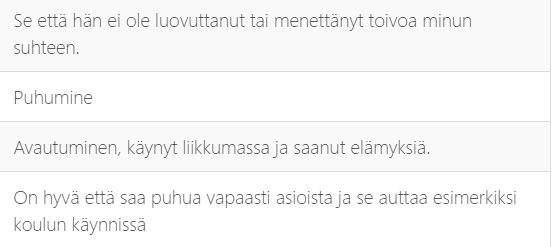 Se että hän ei ole luovuttanut tai menettänyt toivoa minun
suhteen.
Puhumine
Avautuminen, käynyt liikkumassa ja saanut elämyksiä.
On hyvä että saa puhua vapaasti asioista ja se auttaa esimerkiksi
koulun käynnissä